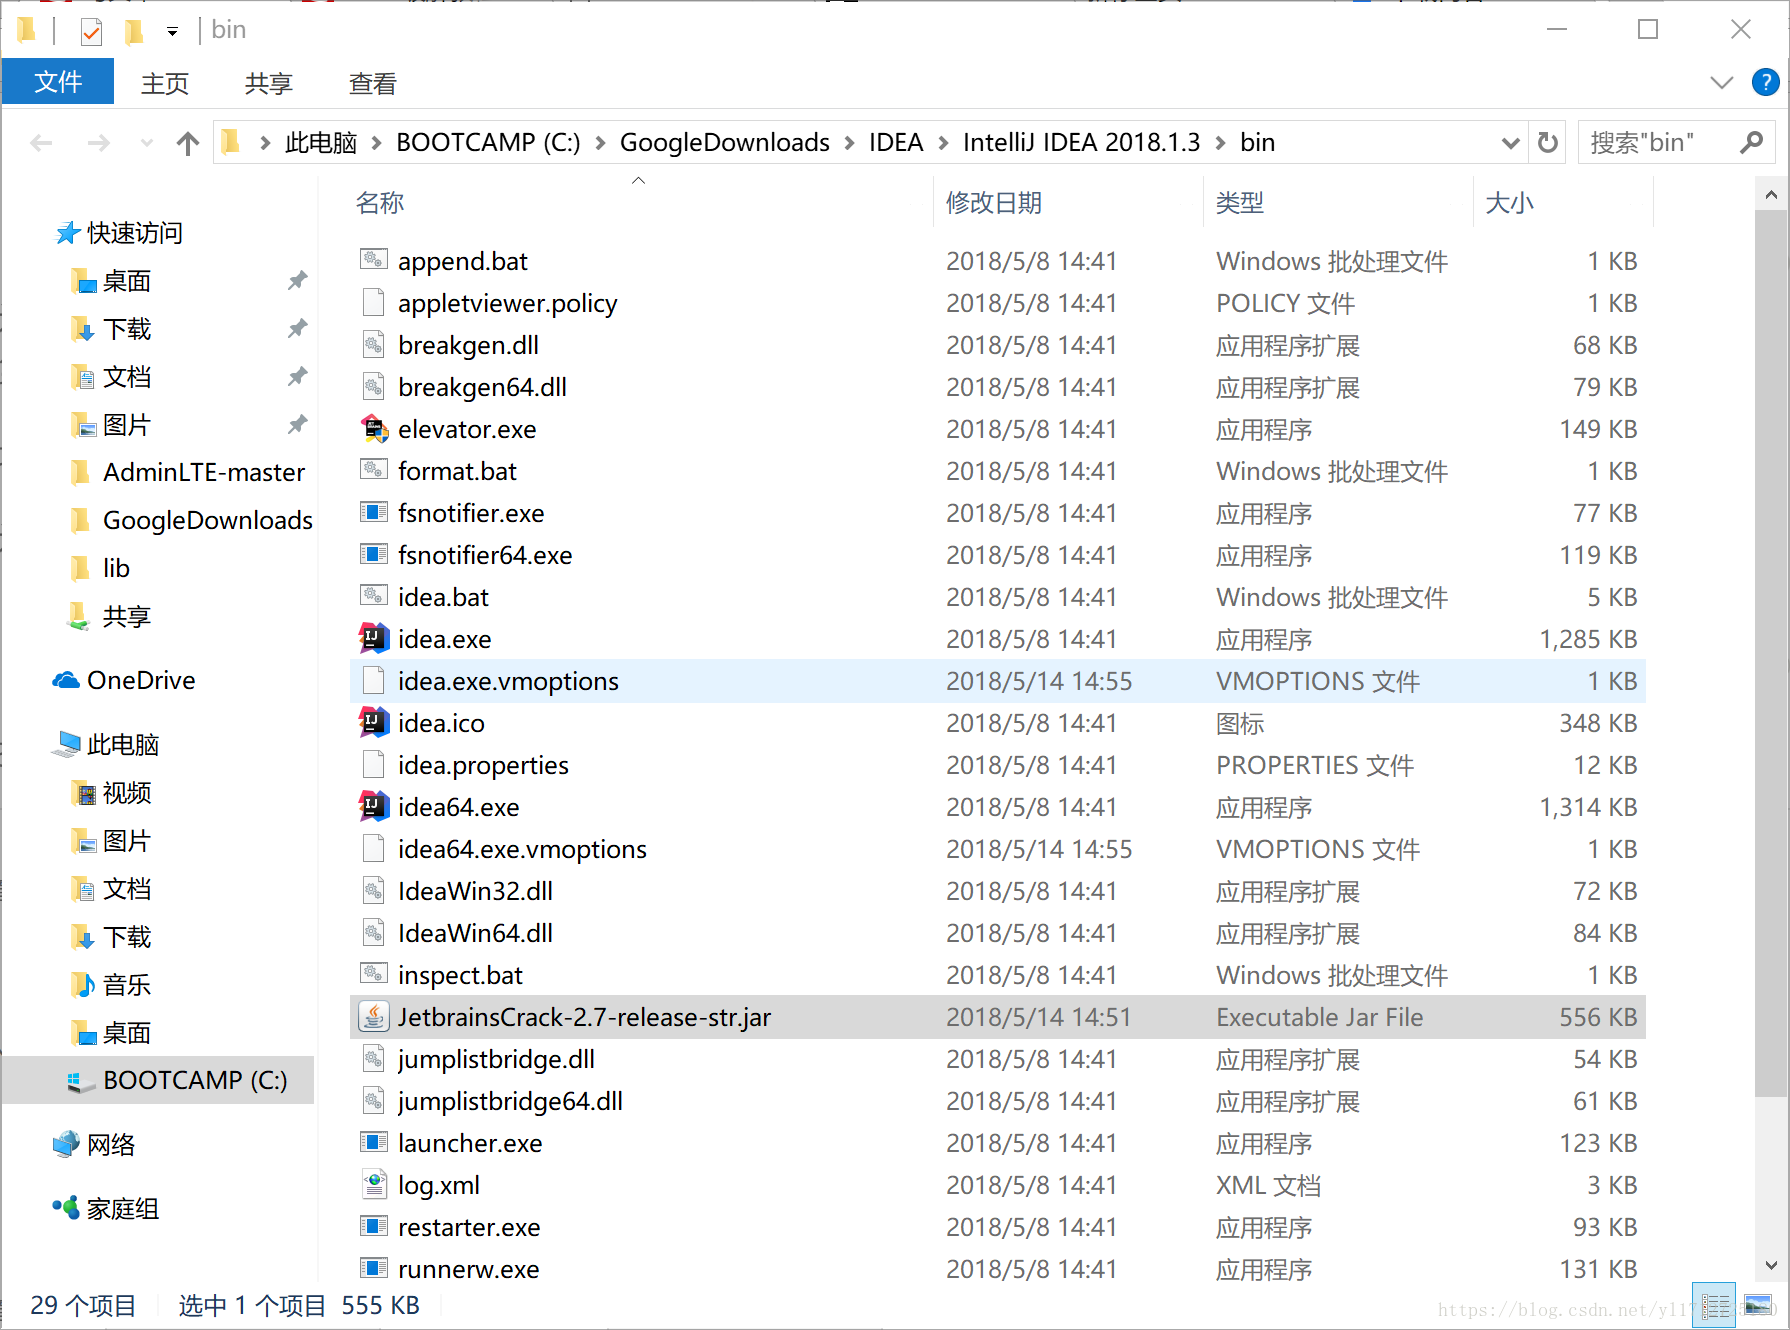 bin
文件 主页 共享 查看
此电脑 BOOTCAMP (C:) GoogleDownloads IDEA IntelliJ IDEA 2018.1.3 bin 搜索"bin"
名称 修改日期 类型 大小
快速访问
桌面
下载
文档
图片
AdminLTE-master
GoogleDownloads
lib
共享
OneDrive
此电脑
视频
图片
文档
下载
音乐
桌面
BOOTCAMP (C:)
网络
家庭组
append.bat 2018/5/8 14:41 Windows 批处理文件 1 KB
appletviewer.policy 2018/5/8 14:41 POLICY 文件 1 KB
breakgen.dll 2018/5/8 14:41 应用程序扩展 68 KB
breakgen64.dll 2018/5/8 14:41 应用程序扩展 79 KB
elevator.exe 2018/5/8 14:41 应用程序 149 KB
format.bat 2018/5/8 14:41 Windows 批处理文件 1 KB
fsnotifier.exe 2018/5/8 14:41 应用程序 77 KB
fsnotifier64.exe 2018/5/8 14:41 应用程序 119 KB
idea.bat 2018/5/8 14:41 Windows 批处理文件 5 KB
idea.exe 2018/5/8 14:41 应用程序 1,285 KB
idea.exe.vmoptions 2018/5/14 14:55 VMOPTIONS 文件 1 KB
idea.ico 2018/5/8 14:41 图标 348 KB
idea.properties 2018/5/8 14:41 PROPERTIES 文件 12 KB
idea64.exe 2018/5/8 14:41 应用程序 1,314 KB
idea64.exe.vmoptions 2018/5/14 14:55 VMOPTIONS 文件 1 KB
IdeaWin32.dll 2018/5/8 14:41 应用程序扩展 72 KB
IdeaWin64.dll 2018/5/8 14:41 应用程序扩展 84 KB
inspect.bat 2018/5/8 14:41 Windows 批处理文件 1 KB
JetbrainsCrack-2.7-release-str.jar 2018/5/14 14:51 Executable Jar File 556 KB
jumplistbridge.dll 2018/5/8 14:41 应用程序扩展 54 KB
jumplistbridge64.dll 2018/5/8 14:41 应用程序扩展 61 KB
launcher.exe 2018/5/8 14:41 应用程序 123 KB
log.xml 2018/5/8 14:41 XML 文档 3 KB
restarter.exe 2018/5/8 14:41 应用程序 93 KB
runnerw.exe 2018/5/8 14:41 应用程序 131 KB
29 个项目 选中 1 个项目 555 KB